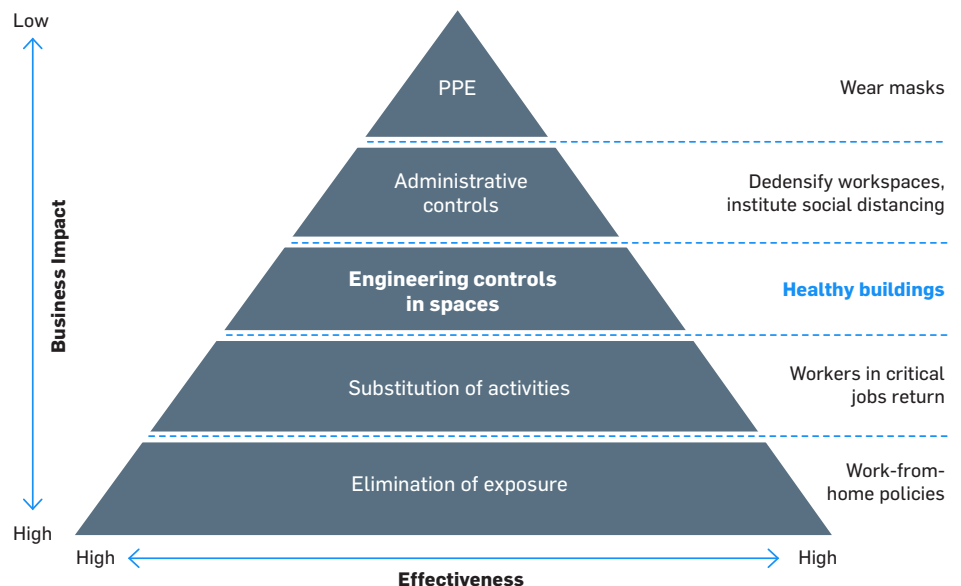 Low
PPE
Wear masks
Administrative
controls
Dedensify workspaces,
institute social distancing
Business Impact
Engineering controls
in spaces
Healthy buildings
Substitution of activities
Workers in critical
jobs return
Elimination of exposure
Work-from-
home policies
High
High
High
Effectiveness